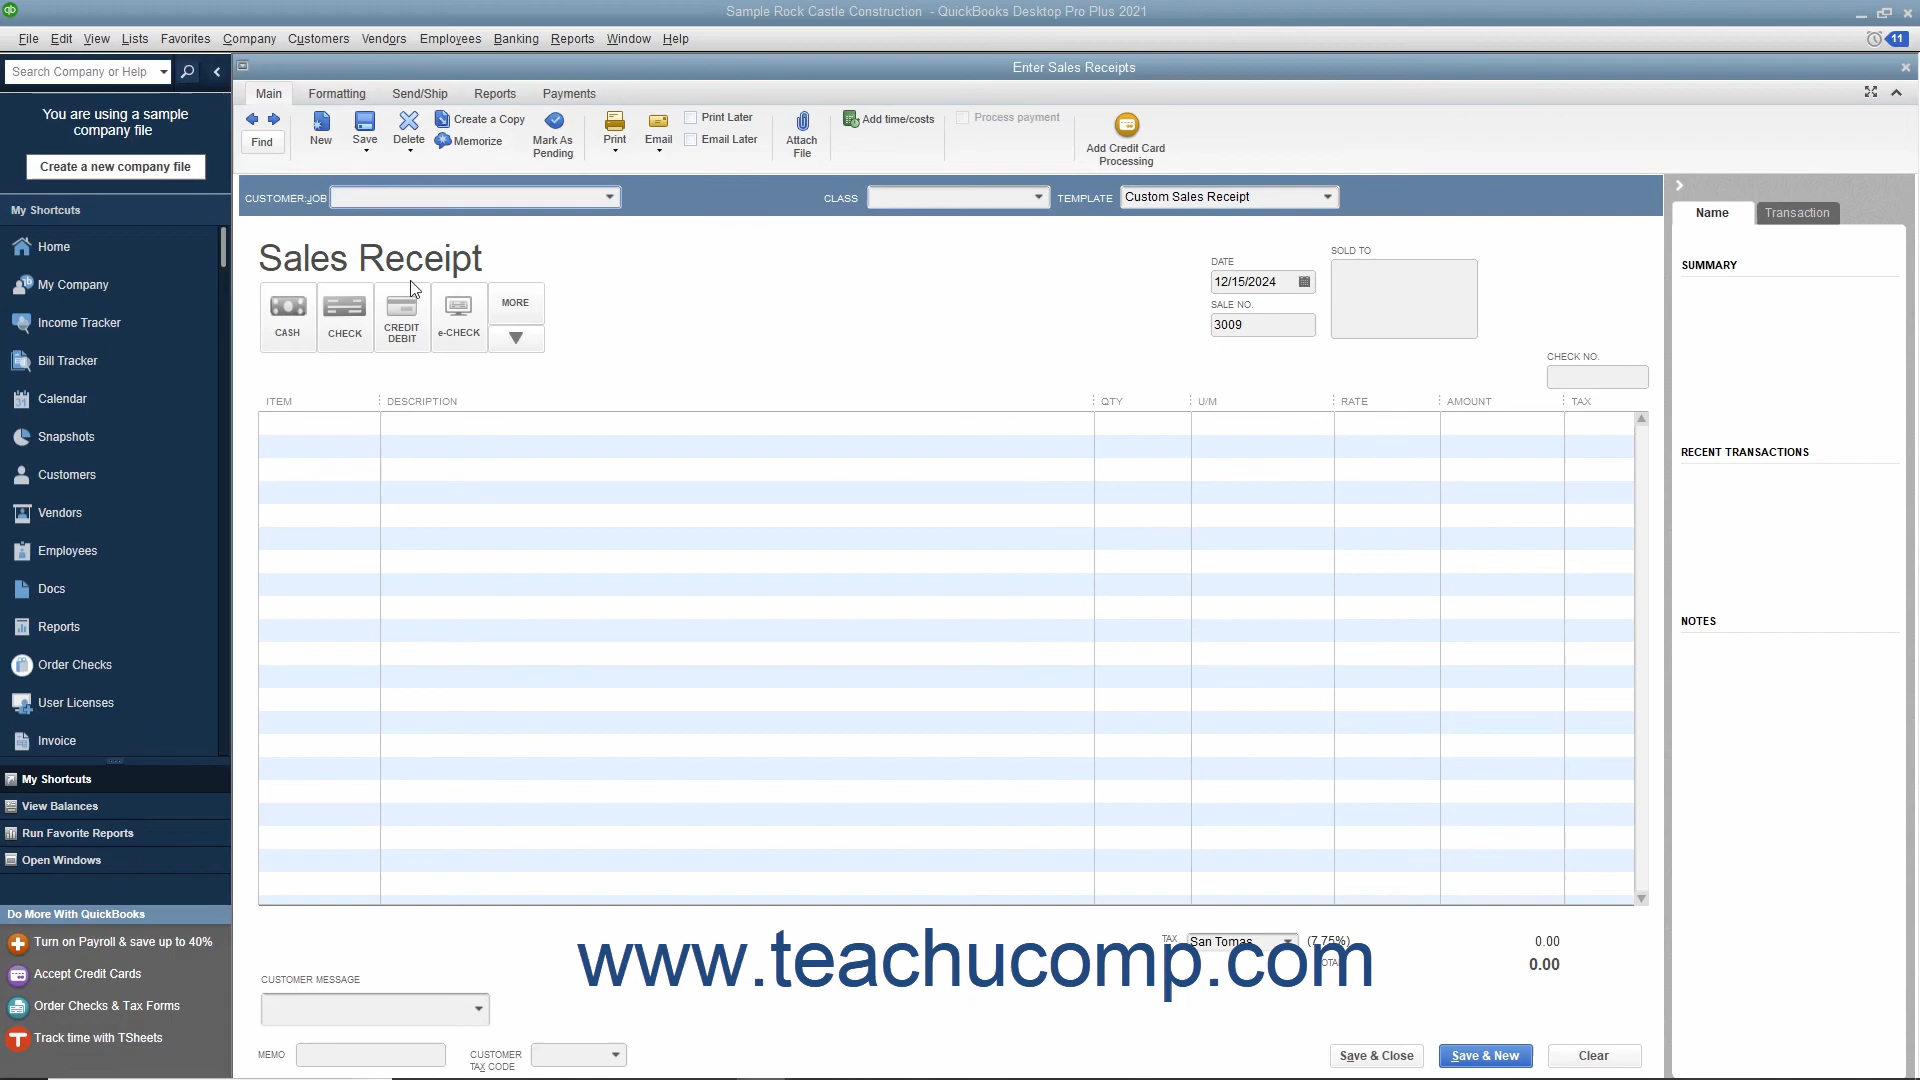 Sample Rock Castle Construction - QuickBooks Desktop Pro Plus 2021
File Edit View Lists Favorites Company Customers Vendors Employees Banking Reports Window Help
11
Search Company or Help
Enter Sales Receipts
You are using a sample
company file
Create a new company file
My Shortcuts
Home
My Company
Income Tracker
Bill Tracker
Calendar
Snapshots
Customers
Vendors
Employees
Docs
Reports
Order Checks
User Licenses
Invoice
My Shortcuts
View Balances
Run Favorite Reports
Open Windows
Do More With QuickBooks
Turn on Payroll & save up to 40%
Accept Credit Cards
Order Checks & Tax Forms
Track time with TSheets
Main Formatting Send/Ship Reports Payments
Find
New
Save
Delete
Create a Copy
Memorize
Mark As
Pending
Print
Email
Print Later
Email Later
Attach
File
Add time/costs
Process payment
Add Credit Card
Processing
CUSTOMER:JOB
CLASS
TEMPLATE Custom Sales Receipt
Sales Receipt
CASH
CHECK
CREDIT
DEBIT
e-CHECK
MORE
DATE
12/15/2024
SALE NO.
3009
SOLD TO
CHECK NO.
ITEM DESCRIPTION QTY U/M RATE AMOUNT TAX
TAX San Tomas (7.75%) 0.00
0.00
www.teachucomp.com
CUSTOMER MESSAGE
MEMO
CUSTOMER
TAX CODE
Save & Close
Save & New
Clear
Name Transaction
SUMMARY
RECENT TRANSACTIONS
NOTES